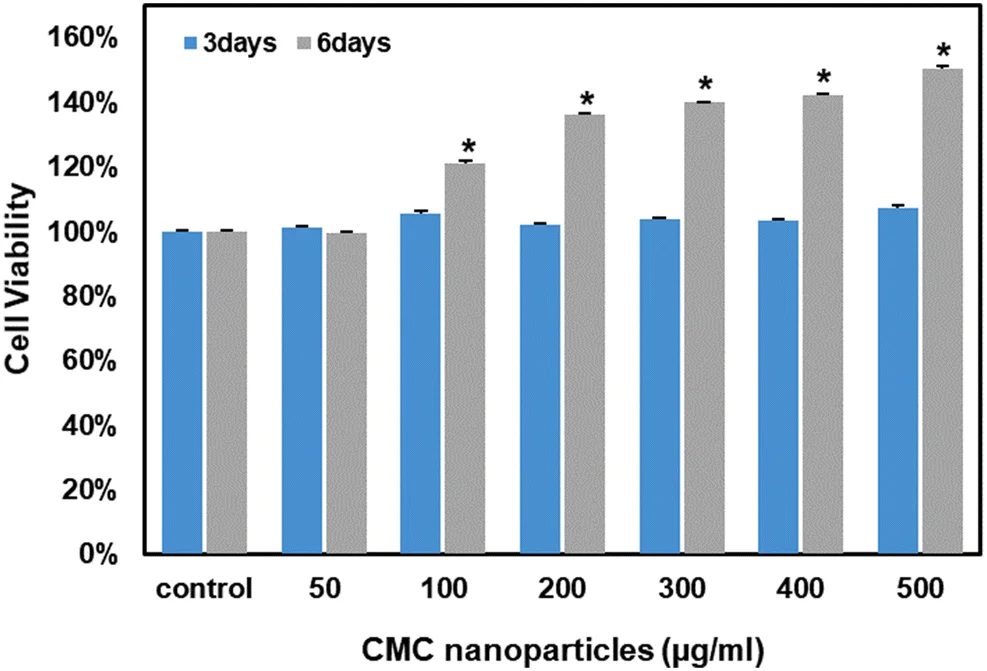 3days 6days
160%
140%
120%
100%
80%
60%
40%
20%
0%
Cell Viability
* * * * *
control 50 100 200 300 400 500
CMC nanoparticles (µg/ml)